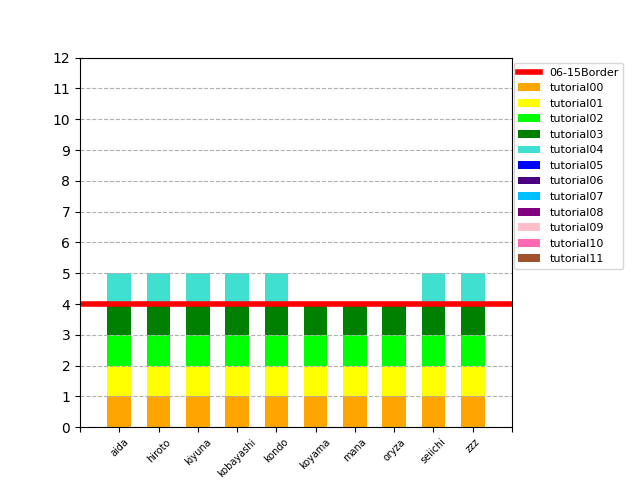 12
11
10
9
8
7
6
5
4
3
2
1
0
aida
hiroto
kiyuna
kobayashi
kondo
koyama
mana
oryza
seiichi
zzz
06-15Border
tutorial00
tutorial01
tutorial02
tutorial03
tutorial04
tutorial05
tutorial06
tutorial07
tutorial08
tutorial09
tutorial10
tutorial11